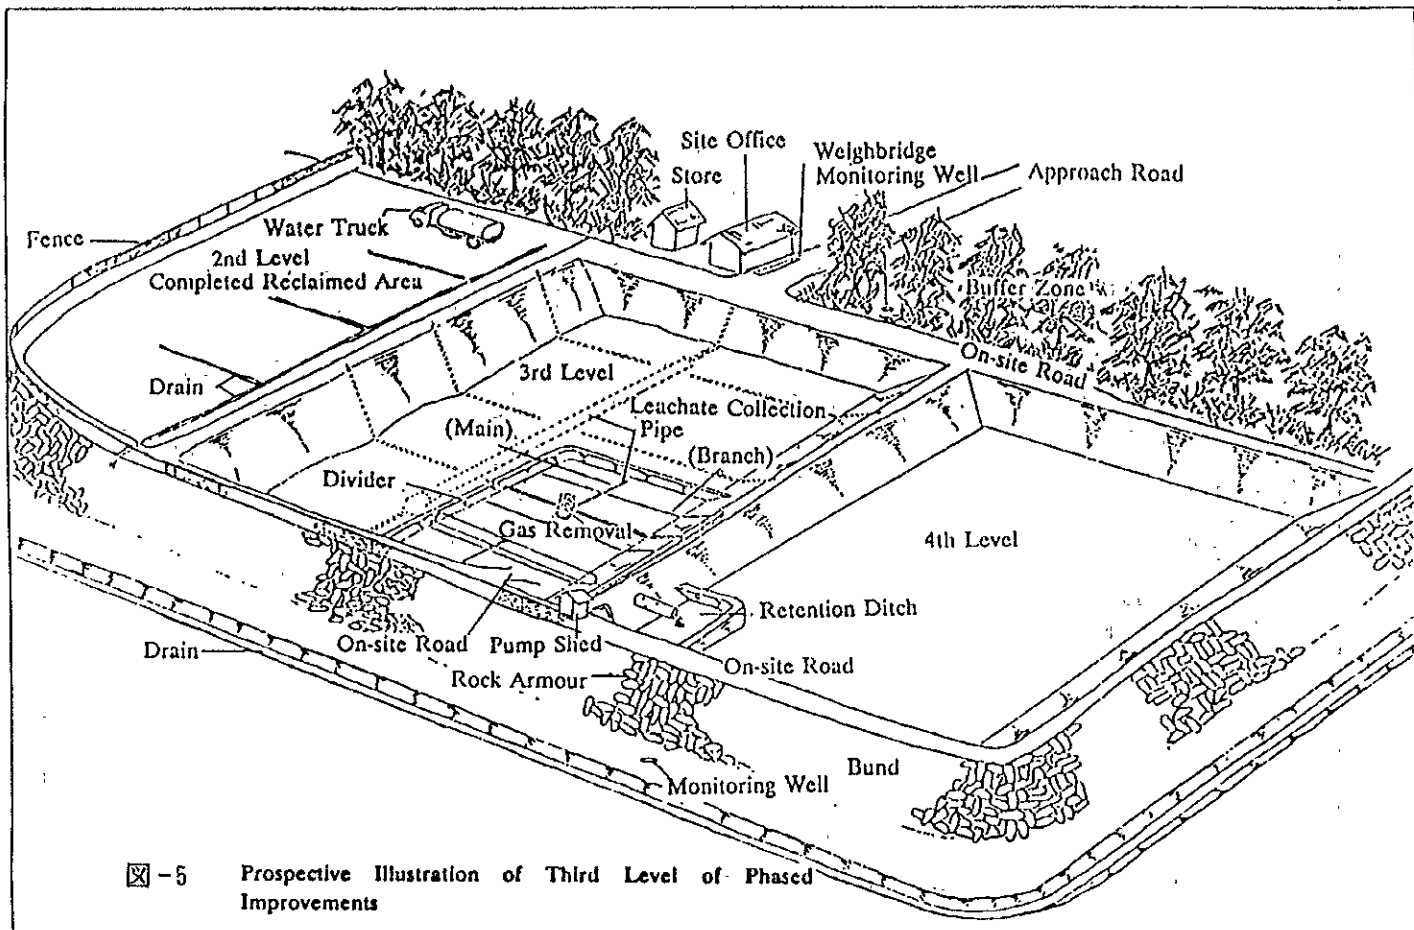 Site Office
Weighbridge
Monitoring Well
Approach Road
Store
Water Truck
Fence
2nd Level
Completed Reclaimed Area
Buffer Zone
On-site Road
Drain
3rd Level
Leachate Collection
Pipe
(Main)
(Branch)
Divider
Gas Removal
4th Level
Retention Ditch
On-site Road
Pump Shed
Drain
On-site Road
Rock Armour
Bund
Monitoring Well
図-5 Prospective Illustration of Third Level of Phased
Improvements